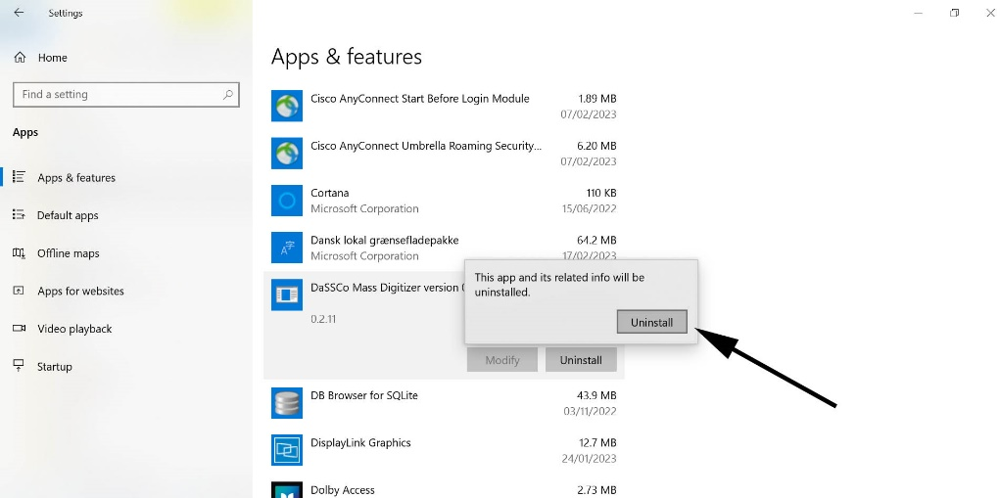 Settings
Home
Find a setting
Apps
Apps & features
Default apps
Offline maps
Apps for websites
Video playback
Startup
Apps & features
Cisco AnyConnect Start Before Login Module 1.89 MB
07/02/2023
Cisco AnyConnect Umbrella Roaming Security... 6.20 MB
07/02/2023
Cortana 110 KB
Microsoft Corporation 15/06/2022
Dansk lokal grænsefladepakke 64.2 MB
Microsoft Corporation 17/02/2023
DaSSCo Mass Digitizer version
0.2.11
This app and its related info will be
uninstalled.
Uninstall
Modify Uninstall
DB Browser for SQLite 43.9 MB
03/11/2022
DisplayLink Graphics 12.7 MB
24/01/2023
Dolby Access 2.73 MB